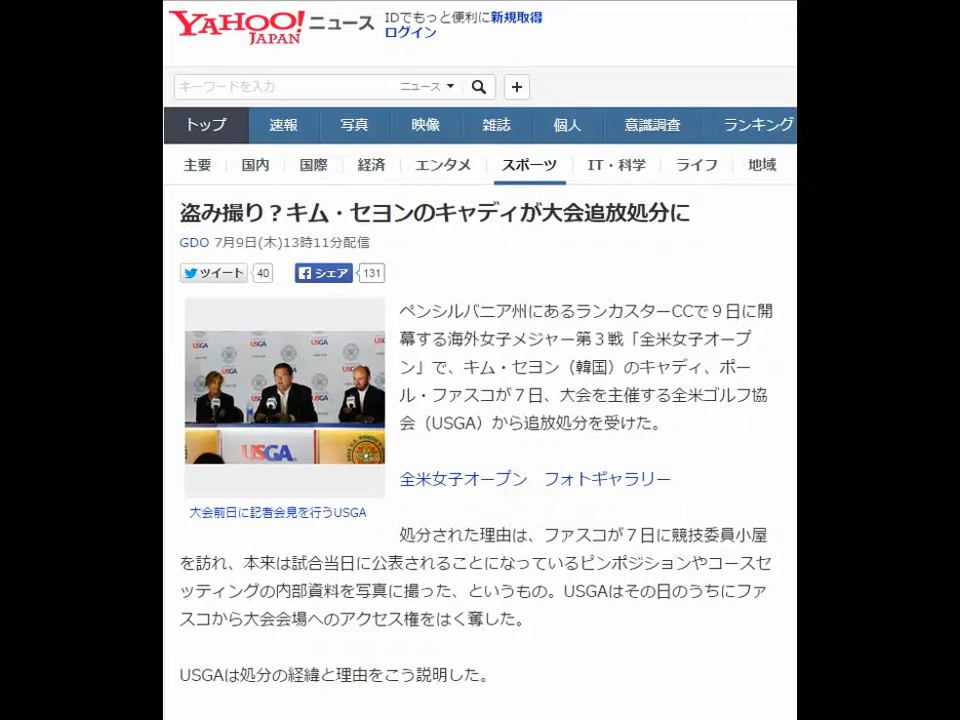 YAHOO!
JAPAN
ニュース
IDでもっと便利に新規取得
ログイン
キーワードを入力
ニュース
トップ 速報 写真 映像 雑誌 個人 意識調査 ランキング
主要 国内 国際 経済 エンタメ スポーツ IT・科学 ライフ 地域
盗み撮り？キム・セヨンのキャディが大会追放処分に
GDO 7月9日(木)13時11分配信
ツイート 40 シェア 131
USGA
ペンシルバニア州にあるランカスターCCで９日に開
幕する海外女子メジャー第３戦「全米女子オープ
ン」で、キム・セヨン（韓国）のキャディ、ポー
ル・ファスコが７日、大会を主催する全米ゴルフ協
会（USGA）から追放処分を受けた。
全米女子オープン　フォトギャラリー
大会前日に記者会見を行うUSGA
処分された理由は、ファスコが７日に競技委員小屋
を訪れ、本来は試合当日に公表されることになっているピンポジションやコースセ
ッティングの内部資料を写真に撮った、というもの。USGAはその日のうちにファ
スコから大会会場へのアクセス権をはく奪した。
USGAは処分の経緯と理由をこう説明した。